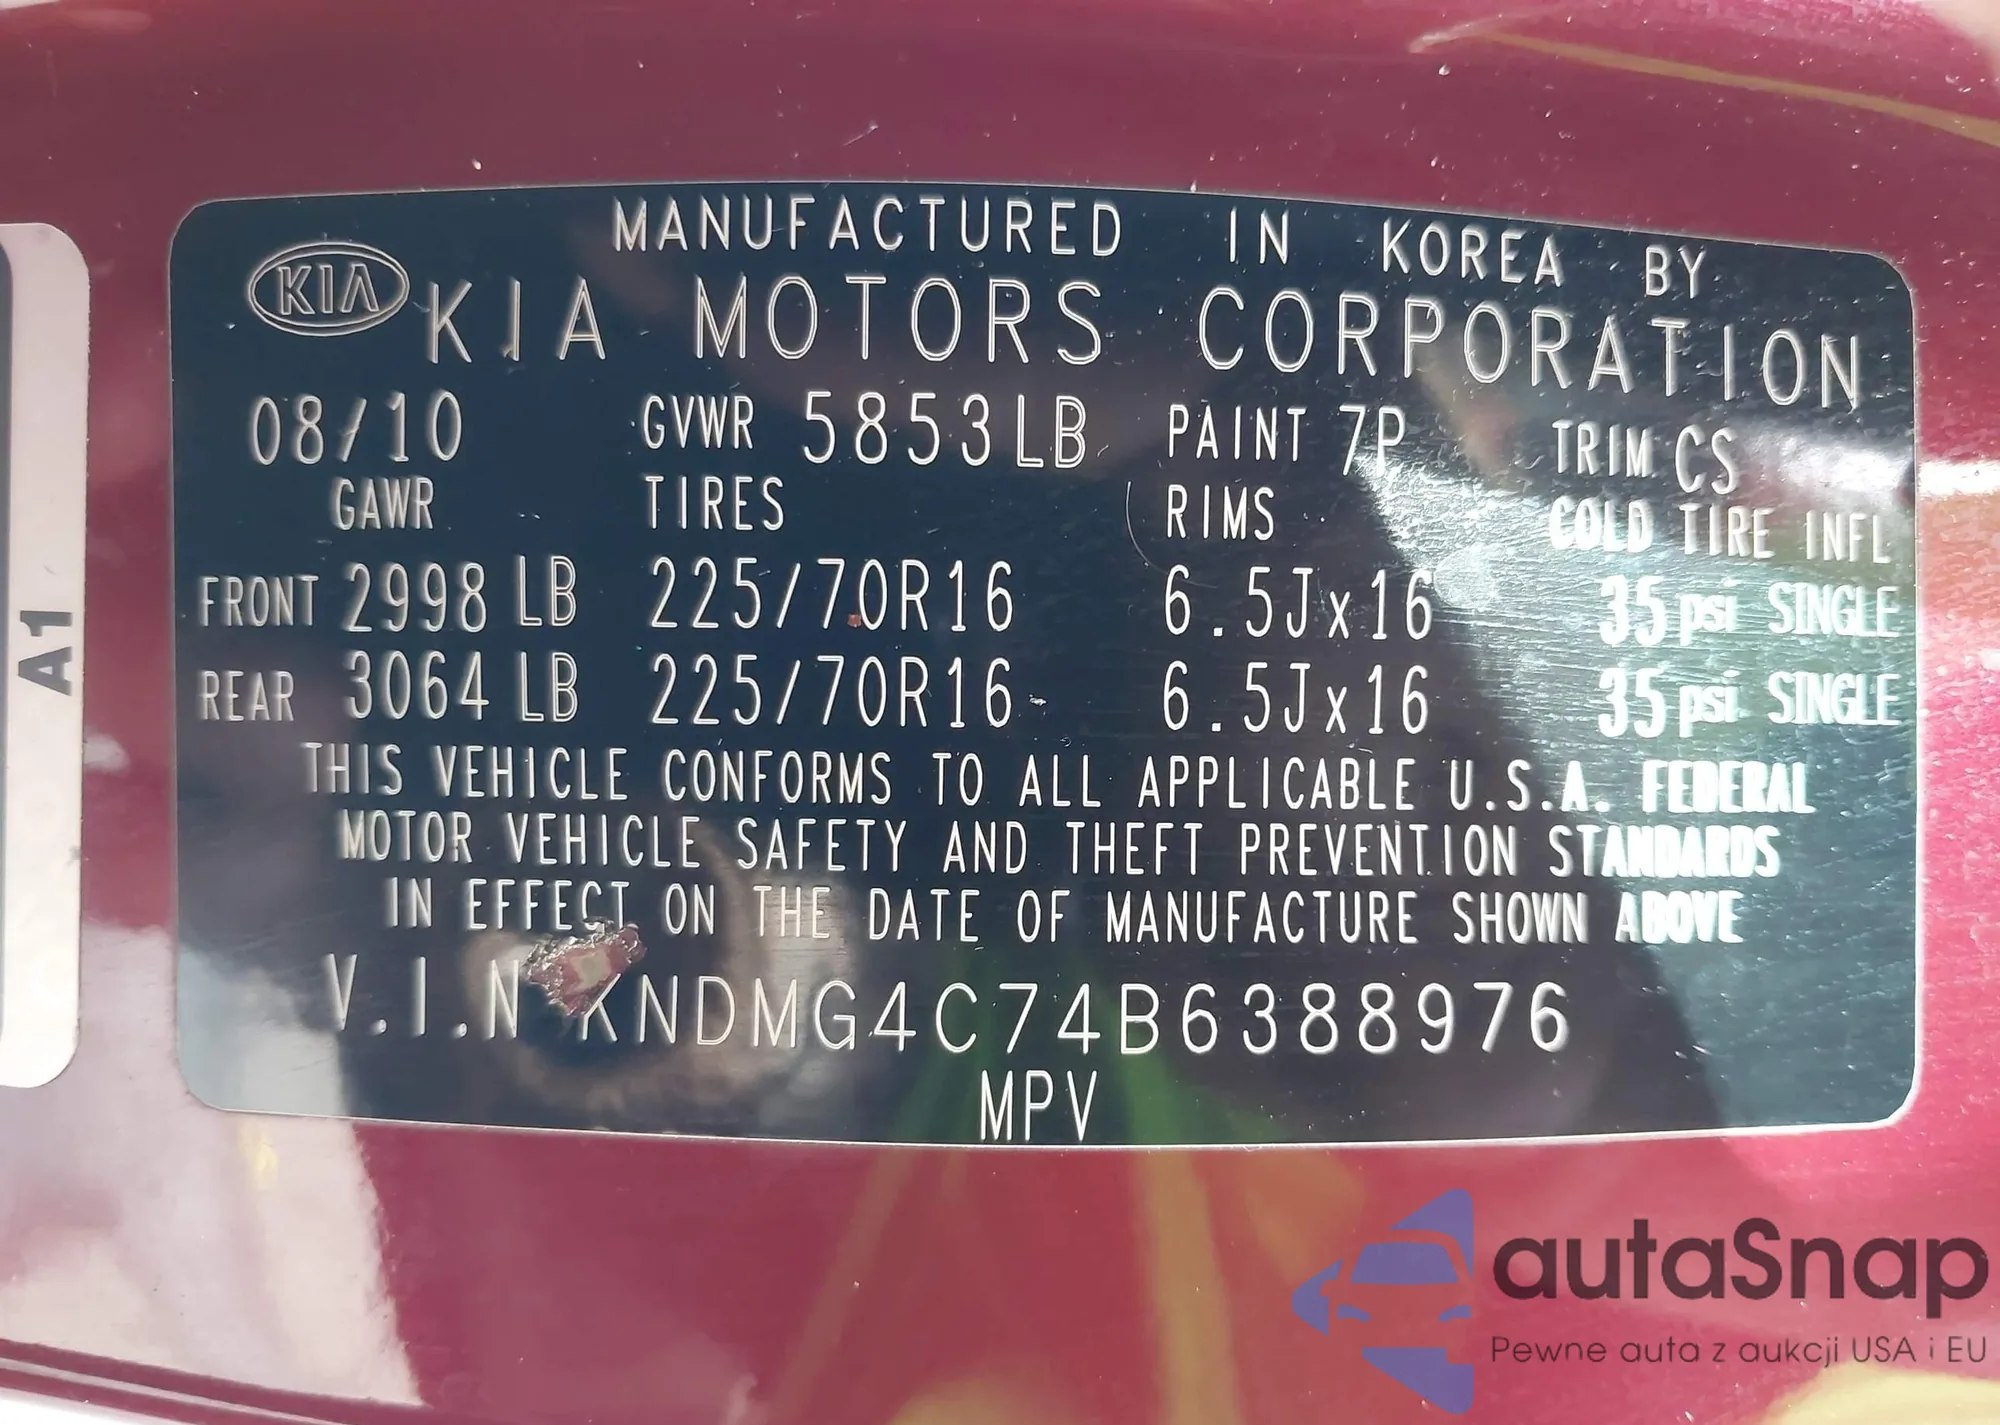 MANUFACTURED IN KOREA BY
KIA KIA MOTORS CORPORATION
08/10 GVWR 5853LB PAINT 7P TRIM CS
GAWR TIRES RIMS COLD TIRE INFL
FRONT 2998 LB 225/70R16 6.5Jx16 35 psi SINGLE
REAR 3064 LB 225/70R16 6.5Jx16 35 psi SINGLE
THIS VEHICLE CONFORMS TO ALL APPLICABLE U.S.A. FEDERAL
MOTOR VEHICLE SAFETY AND THEFT PREVENTION STANDARDS
IN EFFECT ON THE DATE OF MANUFACTURE SHOWN ABOVE
V.I.N KNDMG4C74B6388976
MPV
A1
autaSnap
Pewne auta z aukcji USA i EU